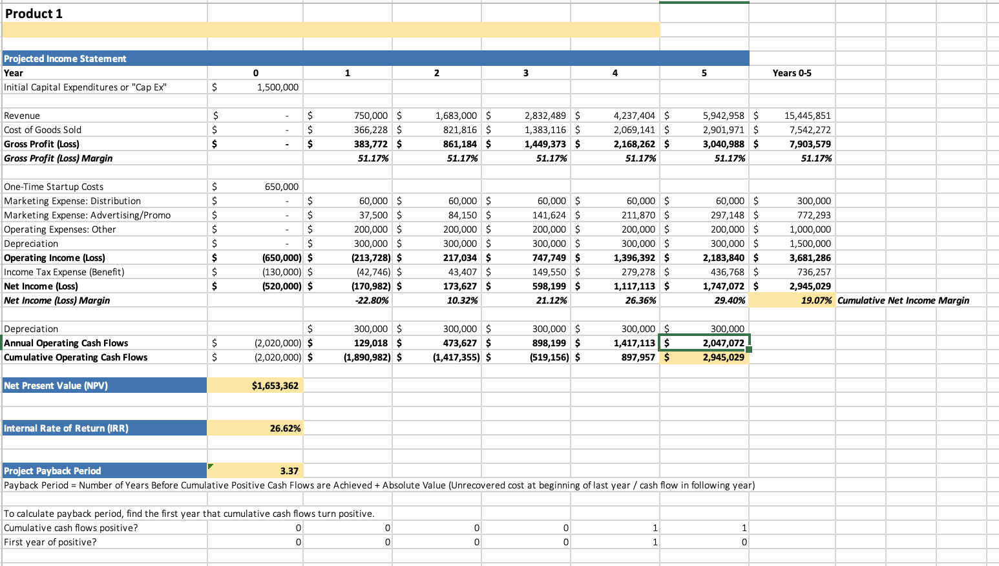 Product 1
Projected Income Statement
Year 0 1 2 3 4 5 Years 0-5
Initial Capital Expenditures or "Cap Ex" $ 1,500,000
Revenue $ - $ 750,000 $ 1,683,000 $ 2,832,489 $ 4,237,404 $ 5,942,958 $ 15,445,851
Cost of Goods Sold $ - $ 366,228 $ 821,816 $ 1,383,116 $ 2,069,141 $ 2,901,971 $ 7,542,272
Gross Profit (Loss) $ - $ 383,772 $ 861,184 $ 1,449,373 $ 2,168,262 $ 3,040,988 $ 7,903,579
Gross Profit (Loss) Margin 51.17% 51.17% 51.17% 51.17% 51.17% 51.17%
One-Time Startup Costs $ 650,000
Marketing Expense: Distribution $ - $ 60,000 $ 60,000 $ 60,000 $ 60,000 $ 60,000 $ 300,000
Marketing Expense: Advertising/Promo $ - $ 37,500 $ 84,150 $ 141,624 $ 211,870 $ 297,148 $ 772,293
Operating Expenses: Other $ - $ 200,000 $ 200,000 $ 200,000 $ 200,000 $ 200,000 $ 1,000,000
Depreciation $ - $ 300,000 $ 300,000 $ 300,000 $ 300,000 $ 300,000 $ 1,500,000
Operating Income (Loss) $ (650,000) $ (213,728) $ 217,034 $ 747,749 $ 1,396,392 $ 2,183,840 $ 3,681,286
Income Tax Expense (Benefit) $ (130,000) $ (42,746) $ 43,407 $ 149,550 $ 279,278 $ 436,768 $ 736,257
Net Income (Loss) $ (520,000) $ (170,982) $ 173,627 $ 598,199 $ 1,117,113 $ 1,747,072 $ 2,945,029
Net Income (Loss) Margin -22.80% 10.32% 21.12% 26.36% 29.40% 19.07% Cumulative Net Income Margin
Depreciation $ 300,000 $ 300,000 $ 300,000 $ 300,000 $ 300,000
Annual Operating Cash Flows $ (2,020,000) $ 129,018 $ 473,627 $ 898,199 $ 1,417,113 $ 2,047,072
Cumulative Operating Cash Flows $ (2,020,000) $ (1,890,982) $ (1,417,355) $ (519,156) $ 897,957 $ 2,945,029
Net Present Value (NPV) $1,653,362
Internal Rate of Return (IRR) 26.62%
Project Payback Period 3.37
Payback Period = Number of Years Before Cumulative Positive Cash Flows are Achieved + Absolute Value (Unrecovered cost at beginning of last year / cash flow in following year)
To calculate payback period, find the first year that cumulative cash flows turn positive.
Cumulative cash flows positive? 0 0 0 0 1 1
First year of positive? 0 0 0 0 1 0